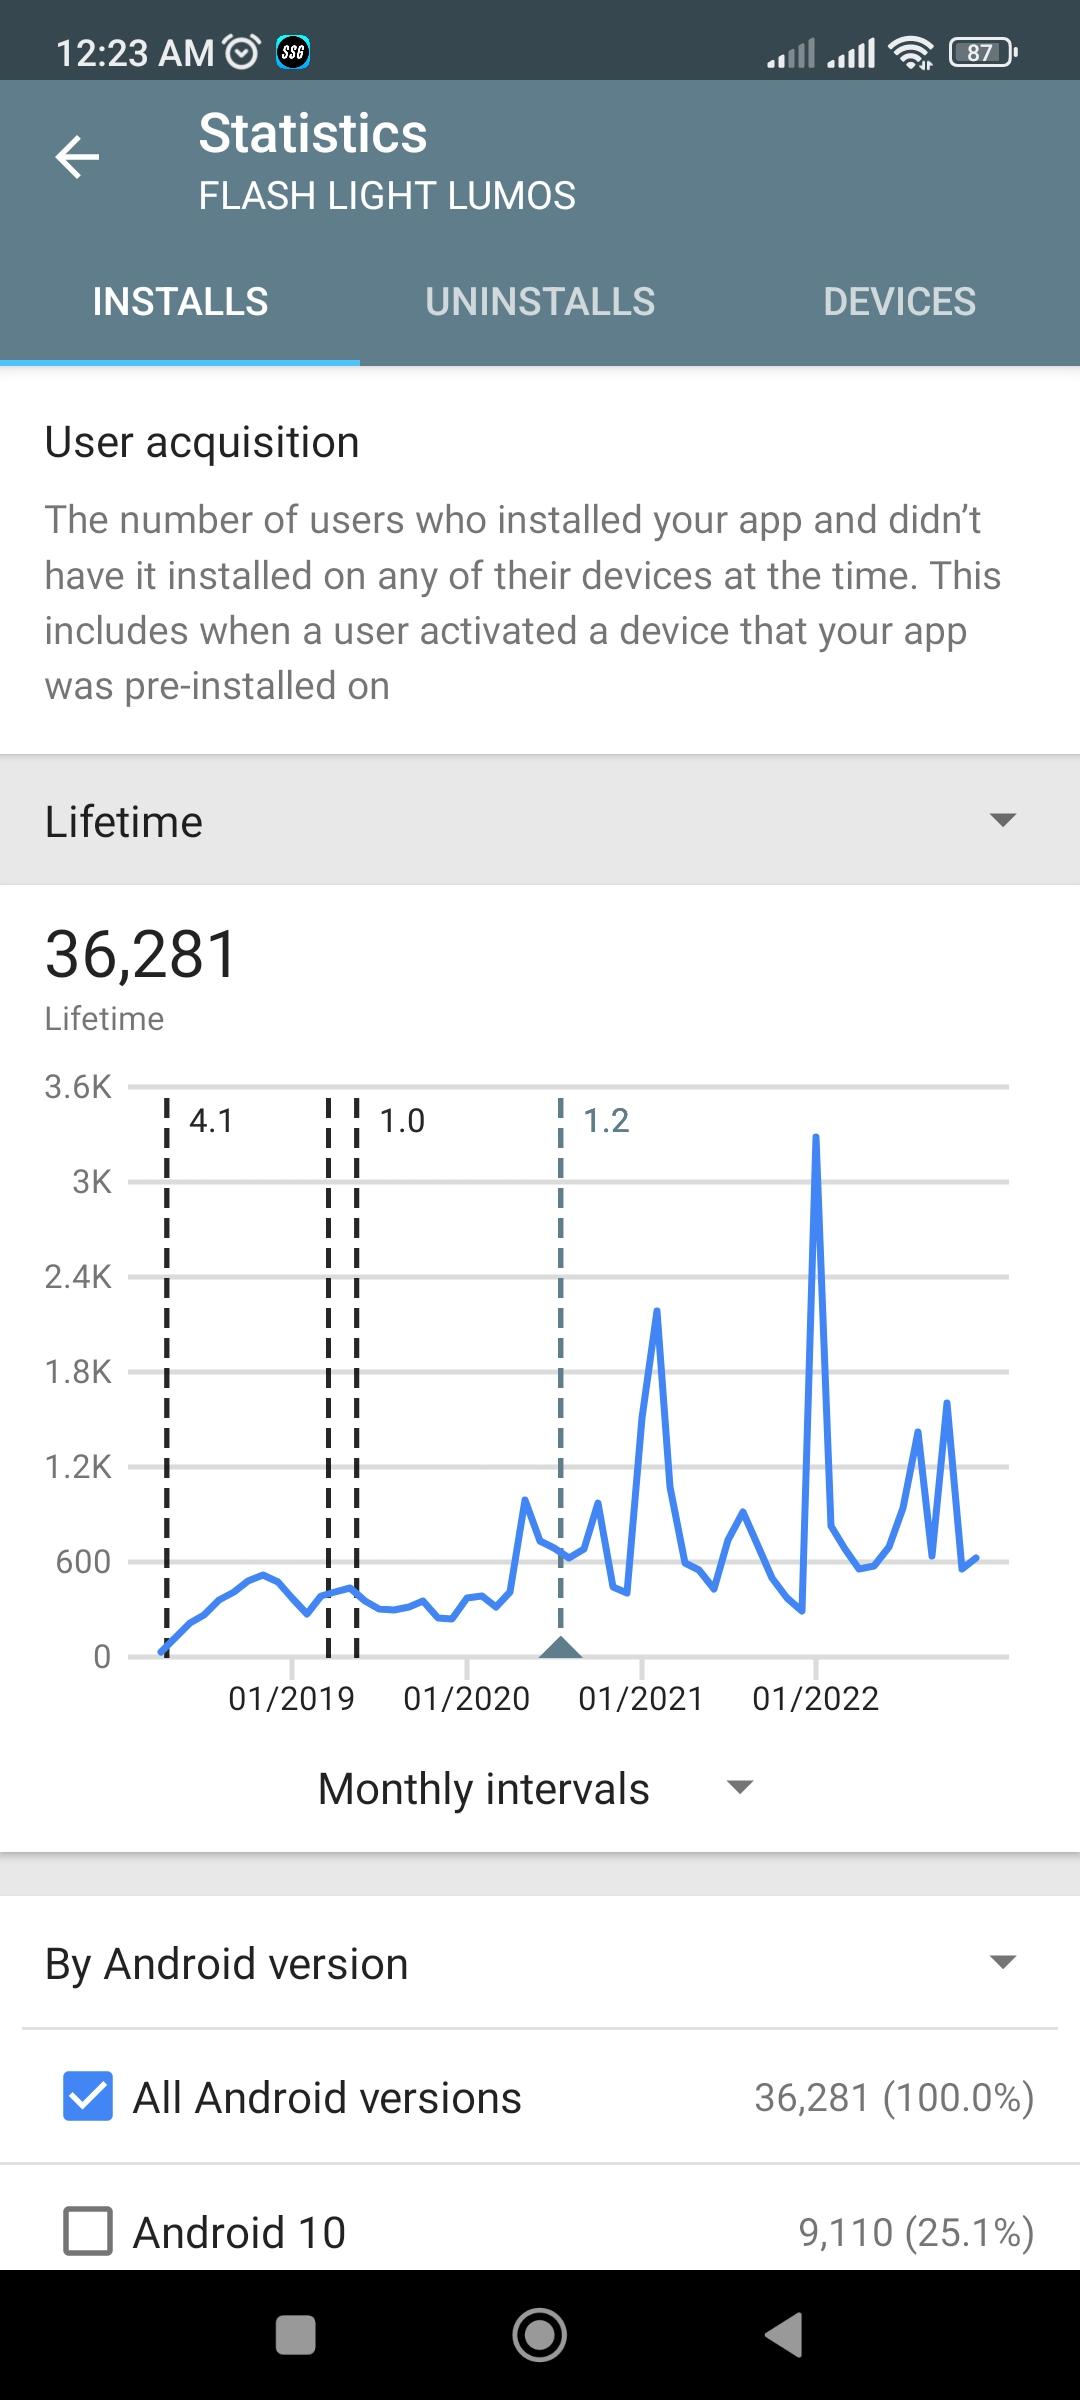 12:23 AM SSG 87
Statistics
FLASH LIGHT LUMOS
INSTALLS UNINSTALLS DEVICES
User acquisition
The number of users who installed your app and didn’t
have it installed on any of their devices at the time. This
includes when a user activated a device that your app
was pre-installed on
Lifetime
36,281
Lifetime
3.6K
4.1 1.0 1.2
3K
2.4K
1.8K
1.2K
600
0
01/2019 01/2020 01/2021 01/2022
Monthly intervals
By Android version
All Android versions 36,281 (100.0%)
Android 10 9,110 (25.1%)